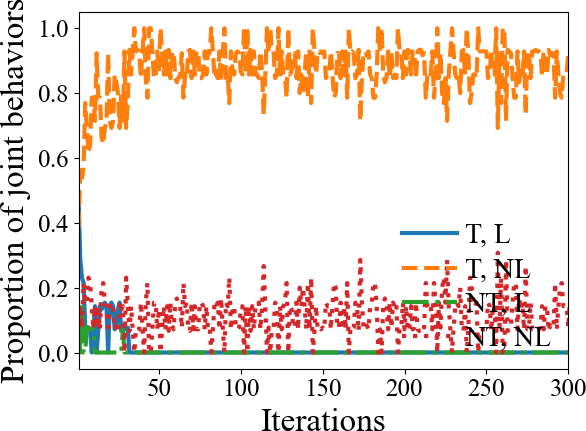 Proportion of joint behaviors
1.0
0.8
0.6
0.4
0.2
0.0
T, L
T, NL
NT, L
NT, NL
50
100
150
200
250
300
Iterations